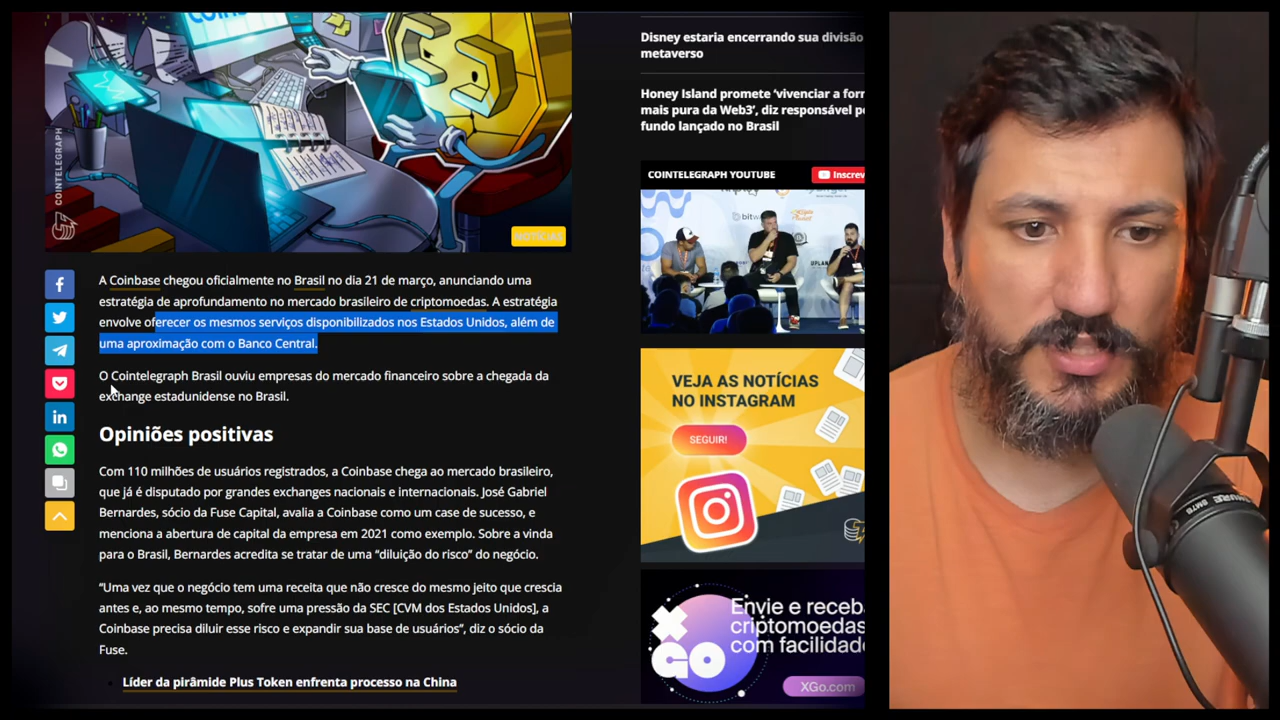 COINTELEGRAPH
NOTÍCIAS
A Coinbase chegou oficialmente no Brasil no dia 21 de março, anunciando uma
estratégia de aprofundamento no mercado brasileiro de criptomoedas. A estratégia
envolve oferecer os mesmos serviços disponibilizados nos Estados Unidos, além de
uma aproximação com o Banco Central.
O Cointelegraph Brasil ouviu empresas do mercado financeiro sobre a chegada da
exchange estadunidense no Brasil.
Opiniões positivas
Com 110 milhões de usuários registrados, a Coinbase chega ao mercado brasileiro,
que já é disputado por grandes exchanges nacionais e internacionais. José Gabriel
Bernardes, sócio da Fuse Capital, avalia a Coinbase como um case de sucesso, e
menciona a abertura de capital da empresa em 2021 como exemplo. Sobre a vinda
para o Brasil, Bernardes acredita se tratar de uma “diluição do risco” do negócio.
“Uma vez que o negócio tem uma receita que não cresce do mesmo jeito que crescia
antes e, ao mesmo tempo, sofre uma pressão da SEC [CVM dos Estados Unidos], a
Coinbase precisa diluir esse risco e expandir sua base de usuários”, diz o sócio da
Fuse.
Líder da pirâmide Plus Token enfrenta processo na China
Disney estaria encerrando sua divisão
metaverso
Honey Island promete ‘vivenciar a for
mais pura da Web3’, diz responsável p
fundo lançado no Brasil
COINTELEGRAPH YOUTUBE
Inscrev
VEJA AS NOTÍCIAS
NO INSTAGRAM
SEGUIR!
XGO
Envie e receb
criptomoedas
com facilidad
XGo.com